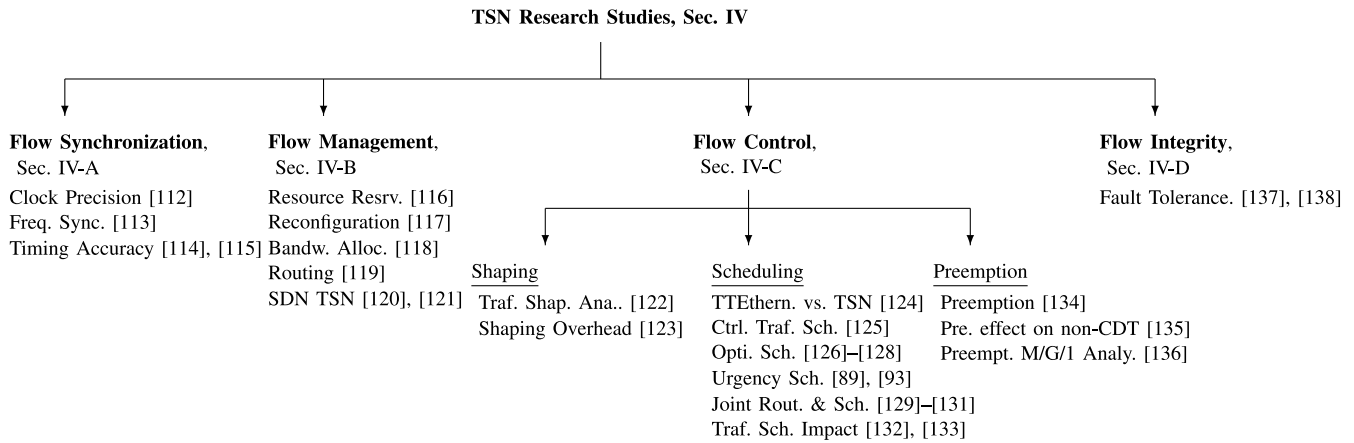 TSN Research Studies, Sec. IV
Flow Synchronization,
Sec. IV-A
Clock Precision [112]
Freq. Sync. [113]
Timing Accuracy [114], [115]
Flow Management,
Sec. IV-B
Resource Resrv. [116]
Reconfiguration [117]
Bandw. Alloc. [118]
Routing [119]
SDN TSN [120], [121]
Flow Control,
Sec. IV-C
Shaping
Traf. Shap. Ana.. [122]
Shaping Overhead [123]
Scheduling
TTEthern. vs. TSN [124]
Ctrl. Traf. Sch. [125]
Opti. Sch. [126]–[128]
Urgency Sch. [89], [93]
Joint Rout. & Sch. [129]–[131]
Traf. Sch. Impact [132], [133]
Preemption
Preemption [134]
Pre. effect on non-CDT [135]
Preempt. M/G/1 Analy. [136]
Flow Integrity,
Sec. IV-D
Fault Tolerance. [137], [138]